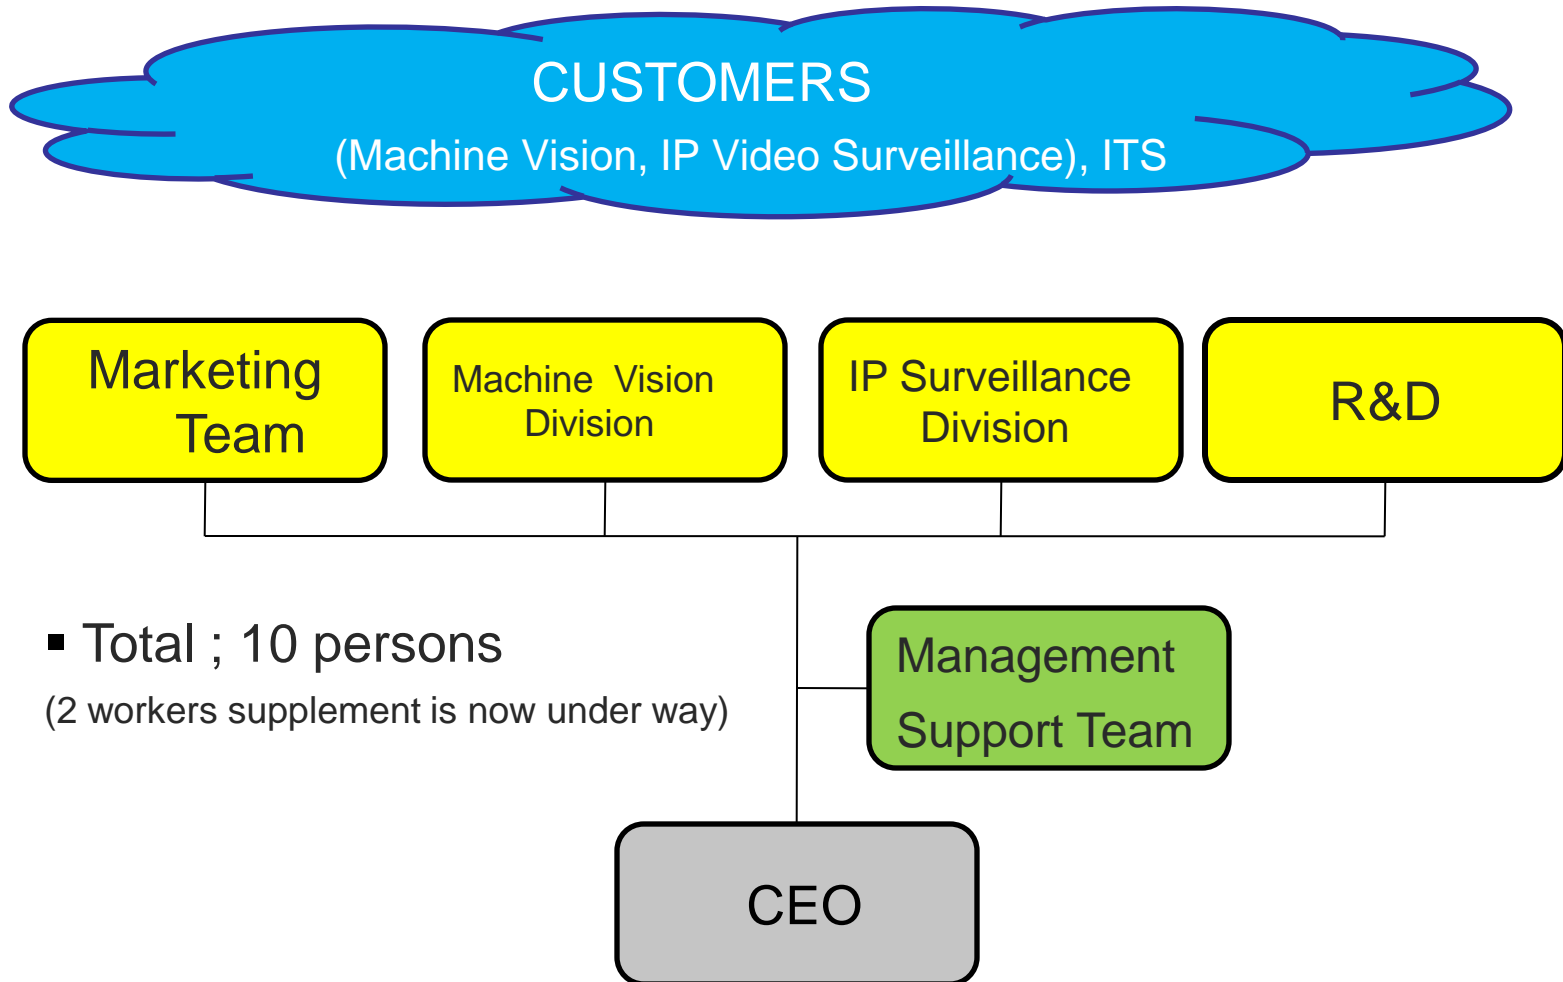 CUSTOMERS
(Machine Vision, IP Video Surveillance), ITS
Marketing
Team
Machine Vision
Division
IP Surveillance
Division
R&D
▪ Total ; 10 persons
(2 workers supplement is now under way)
Management
Support Team
CEO